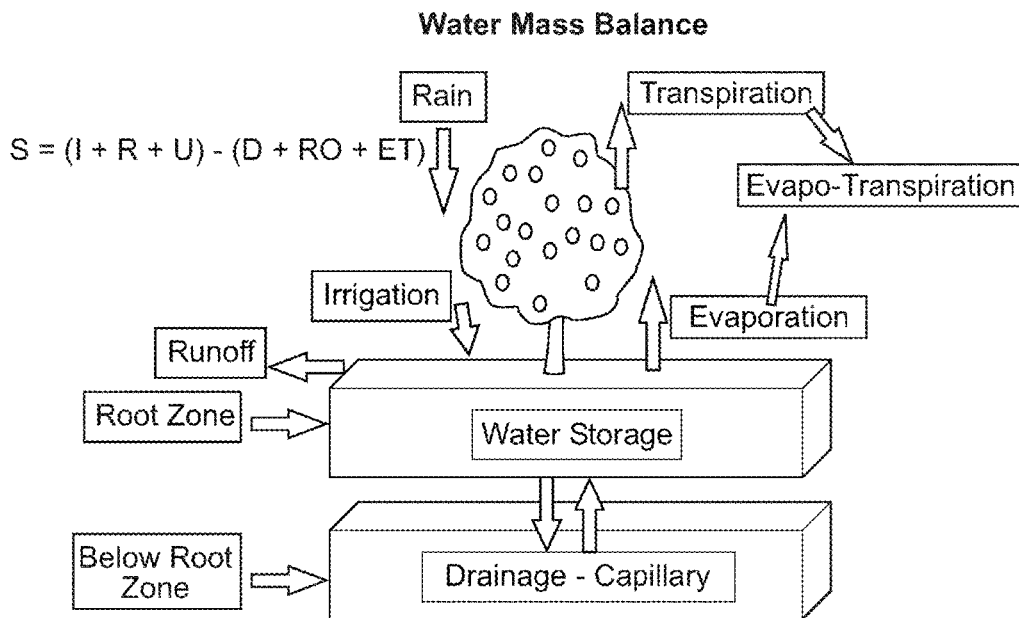 Water Mass Balance
Rain
Transpiration
S = (I + R + U) - (D + RO + ET)
Evapo-Transpiration
Irrigation
Evaporation
Runoff
Root Zone
Water Storage
Below Root
Zone
Drainage - Capillary